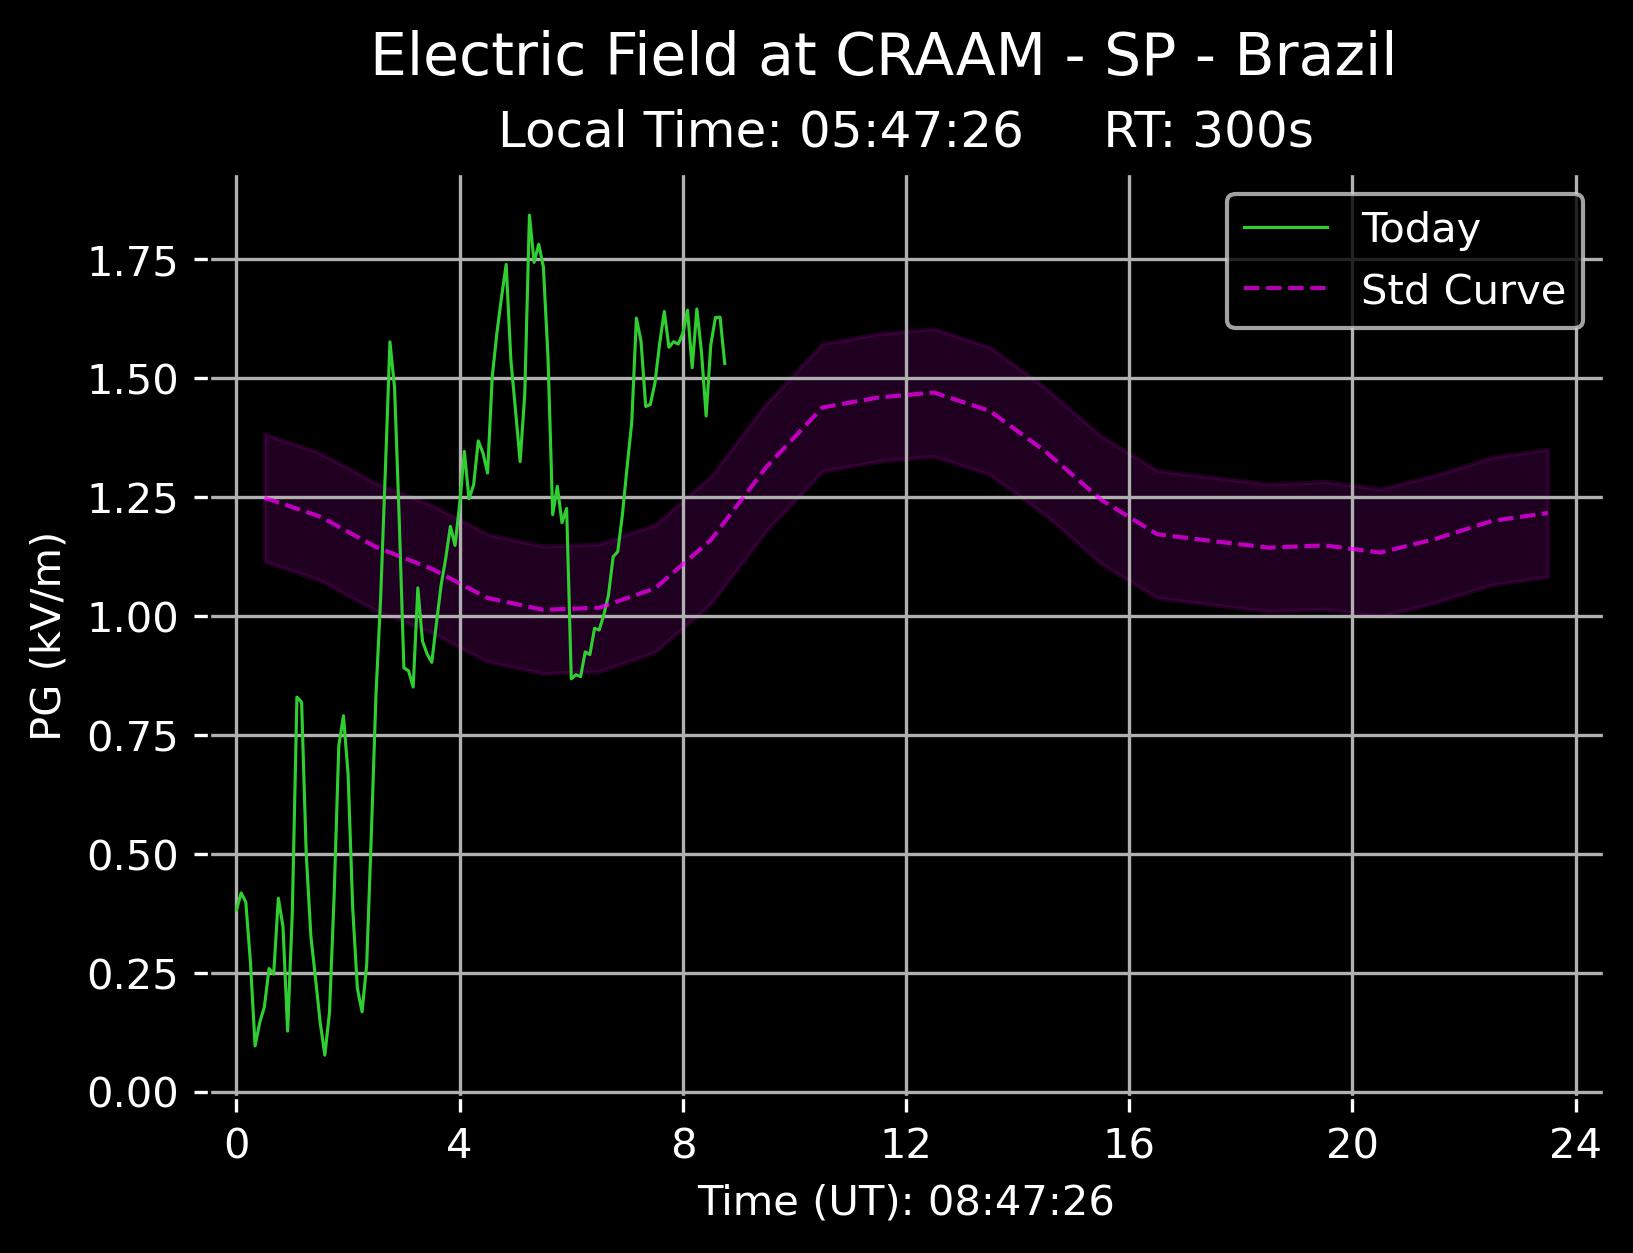 Electric Field at CRAAM - SP - Brazil
Local Time: 05:47:26 RT: 300s
Today
Std Curve
PG (kV/m)
1.75
1.50
1.25
1.00
0.75
0.50
0.25
0.00
0 4 8 12 16 20 24
Time (UT): 08:47:26